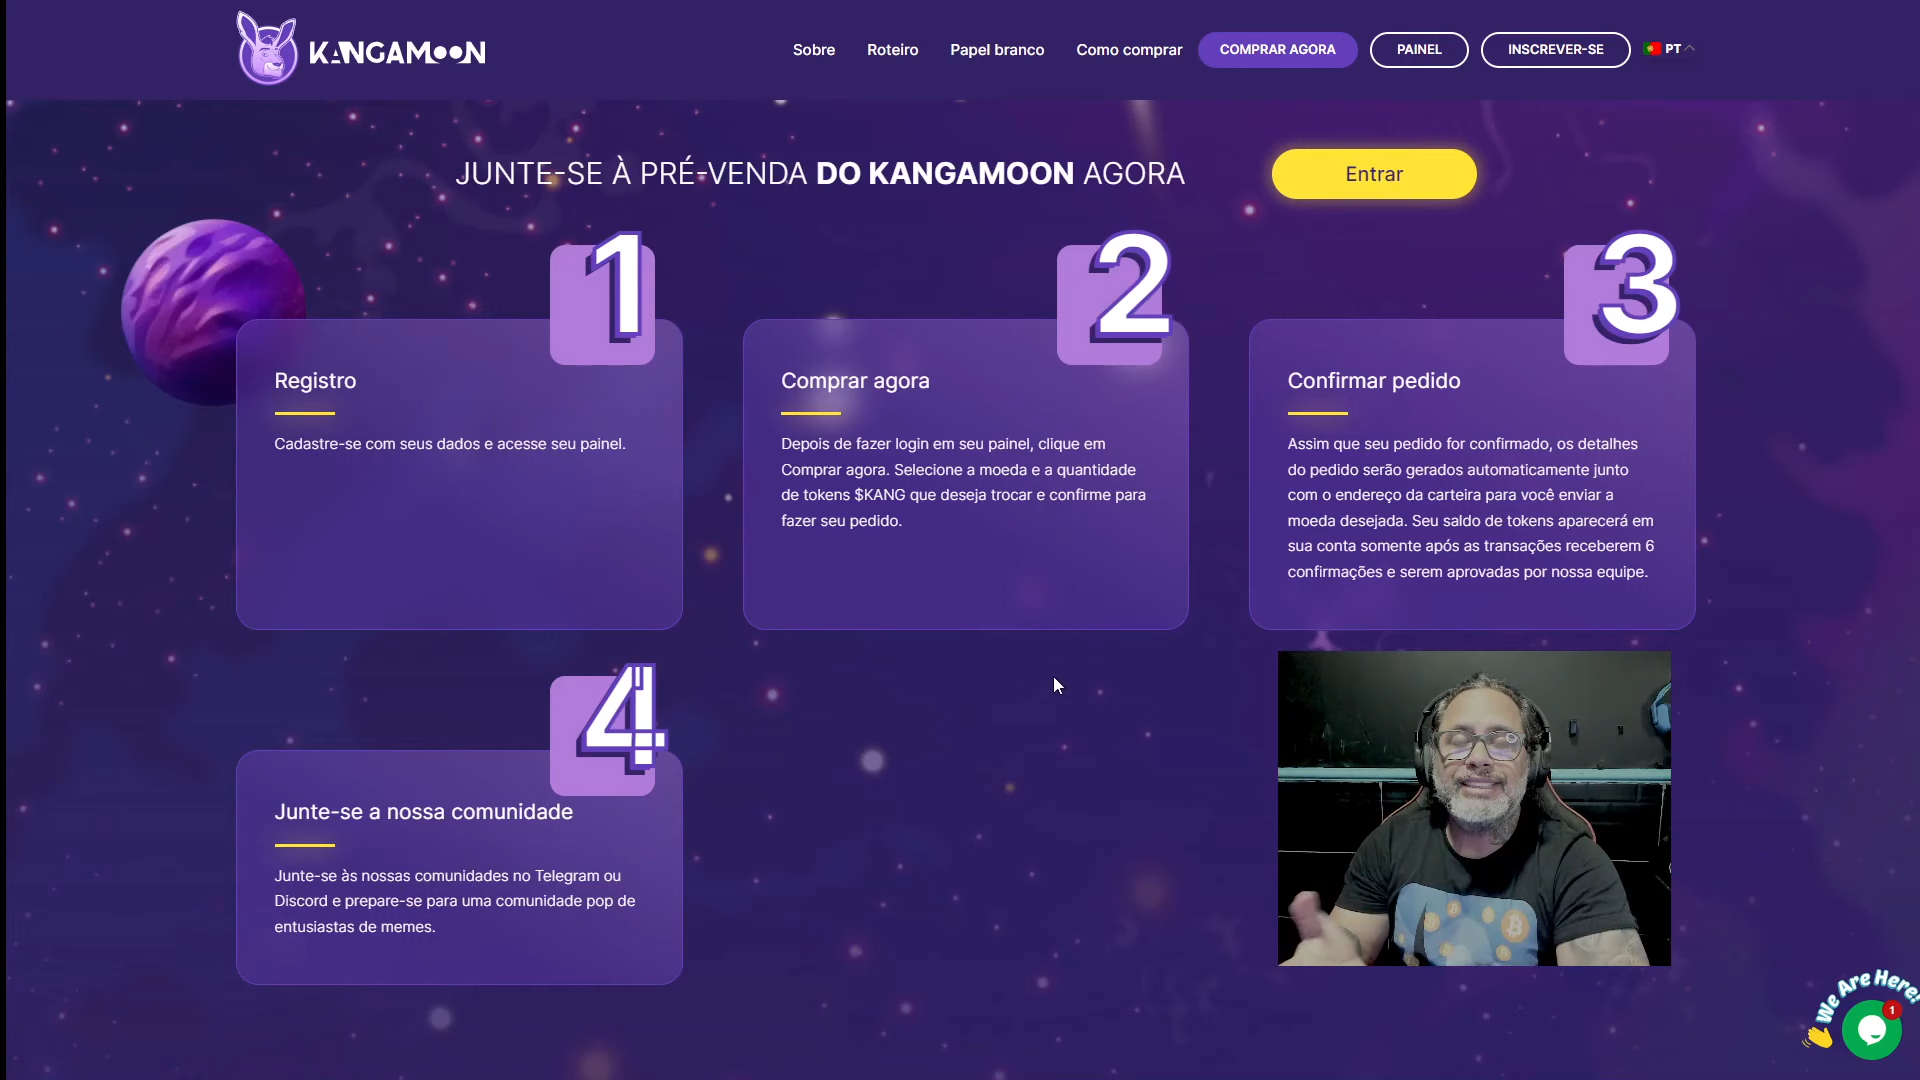 KANGAMOON
Sobre
Roteiro
Papel branco
Como comprar
COMPRAR AGORA
PAINEL
INSCREVER-SE
PT
JUNTE-SE À PRÉ-VENDA DO KANGAMOON AGORA
Entrar
1
Registro
Cadastre-se com seus dados e acesse seu painel.
2
Comprar agora
Depois de fazer login em seu painel, clique em
Comprar agora. Selecione a moeda e a quantidade
de tokens $KANG que deseja trocar e confirme para
fazer seu pedido.
3
Confirmar pedido
Assim que seu pedido for confirmado, os detalhes
do pedido serão gerados automaticamente junto
com o endereço da carteira para você enviar a
moeda desejada. Seu saldo de tokens aparecerá em
sua conta somente após as transações receberem 6
confirmações e serem aprovadas por nossa equipe.
4
Junte-se a nossa comunidade
Junte-se às nossas comunidades no Telegram ou
Discord e prepare-se para uma comunidade pop de
entusiastas de memes.
We Are Here!
1